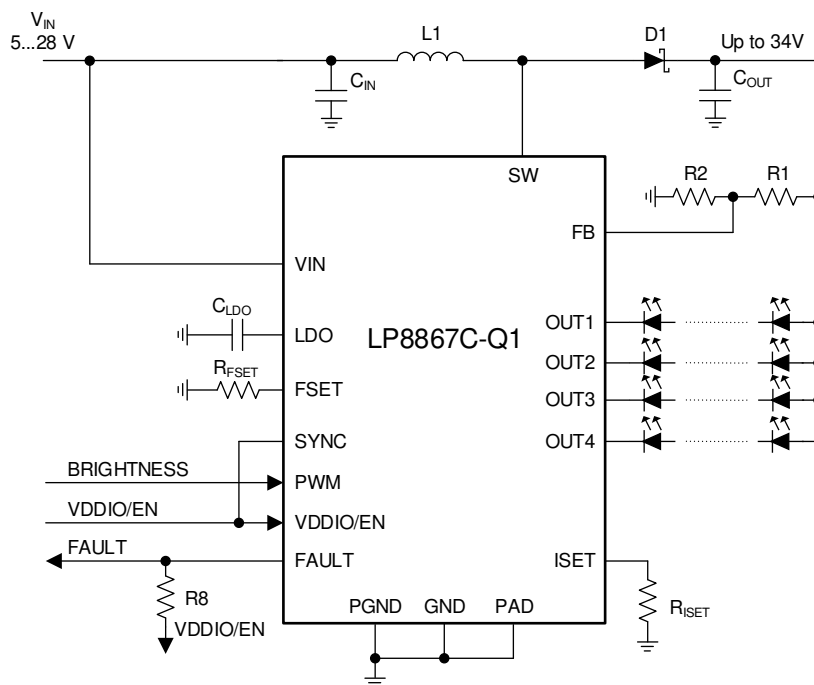 VIN
5...28 V
L1
D1
Up to 34V
CIN
COUT
SW
R2
R1
FB
VIN
CLDO
LDO
LP8867C-Q1
OUT1
RFSET
OUT2
FSET
OUT3
SYNC
OUT4
BRIGHTNESS
PWM
VDDIO/EN
VDDIO/EN
FAULT
FAULT
ISET
R8
PGND
GND
PAD
RISET
VDDIO/EN